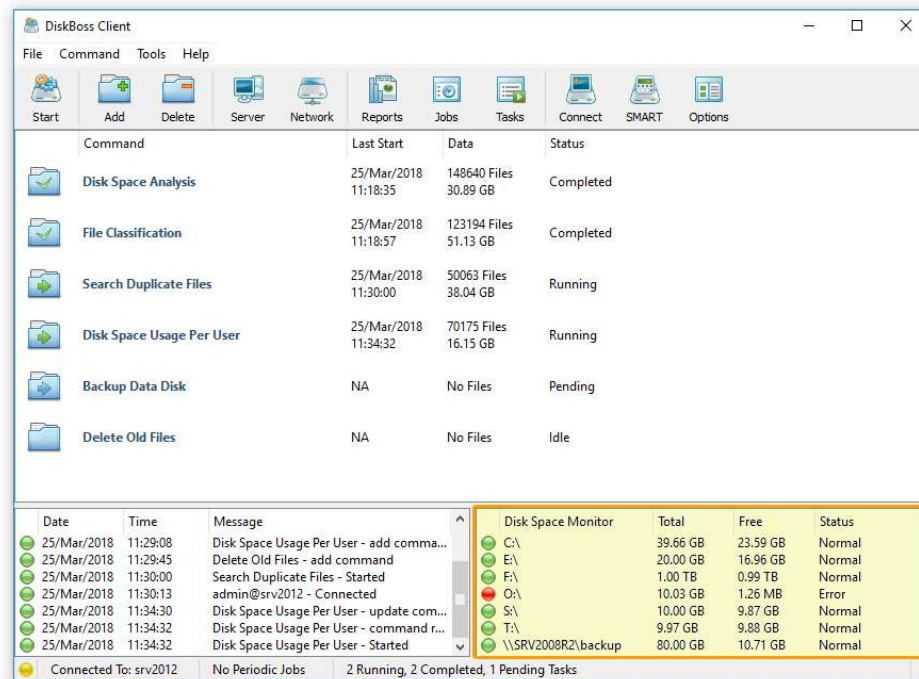 DiskBoss Client
File Command Tools Help
Start Add Delete Server Network Reports Jobs Tasks Connect SMART Options
Command Last Start Data Status
Disk Space Analysis 25/Mar/2018 11:18:35 148640 Files 30.89 GB Completed
File Classification 25/Mar/2018 11:18:57 123194 Files 51.13 GB Completed
Search Duplicate Files 25/Mar/2018 11:30:00 50063 Files 38.04 GB Running
Disk Space Usage Per User 25/Mar/2018 11:34:32 70175 Files 16.15 GB Running
Backup Data Disk NA No Files Pending
Delete Old Files NA No Files Idle
Date Time Message
25/Mar/2018 11:29:08 Disk Space Usage Per User - add comma...
25/Mar/2018 11:29:45 Delete Old Files - add command
25/Mar/2018 11:30:00 Search Duplicate Files - Started
25/Mar/2018 11:30:13 admin@srv2012 - Connected
25/Mar/2018 11:34:30 Disk Space Usage Per User - update com...
25/Mar/2018 11:34:32 Disk Space Usage Per User - command r...
25/Mar/2018 11:34:32 Disk Space Usage Per User - Started
Disk Space Monitor Total Free Status
C:\ 39.66 GB 23.59 GB Normal
E:\ 20.00 GB 16.96 GB Normal
F:\ 1.00 TB 0.99 TB Normal
O:\ 10.03 GB 1.26 MB Error
S:\ 10.00 GB 9.87 GB Normal
T:\ 9.97 GB 9.88 GB Normal
\\SRV2008R2\backup 80.00 GB 10.71 GB Normal
Connected To: srv2012 No Periodic Jobs 2 Running, 2 Completed, 1 Pending Tasks